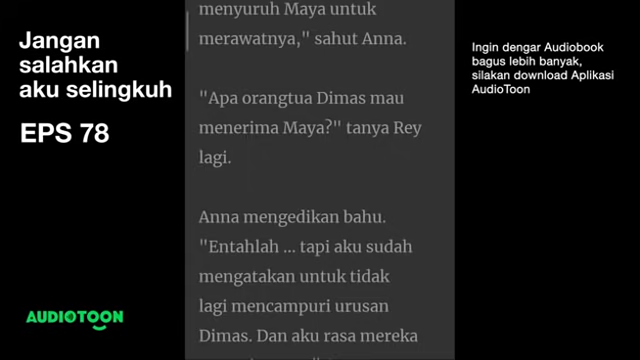 Jangan
salahkan
aku selingkuh
EPS 78
AUDIOTOON
menyuruh Maya untuk
merawatnya," sahut Anna.
"Apa orangtua Dimas mau
menerima Maya?" tanya Rey
lagi.
Anna mengedikan bahu.
"Entahlah ... tapi aku sudah
mengatakan untuk tidak
lagi mencampuri urusan
Dimas. Dan aku rasa mereka
Ingin dengar Audiobook
bagus lebih banyak,
silakan download Aplikasi
AudioToon